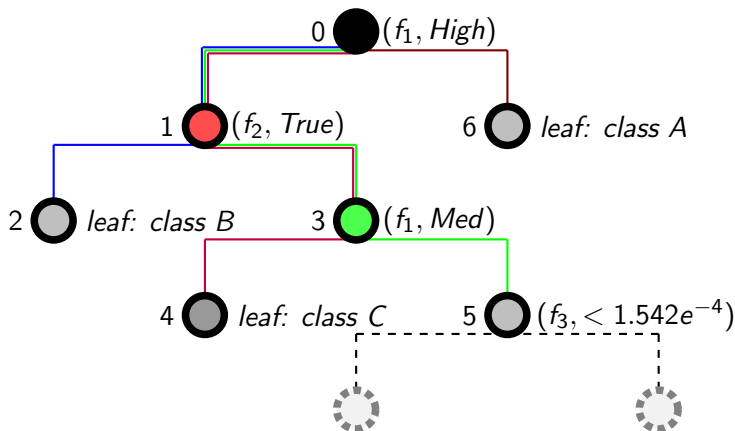 0 (f₁, High)
1 (f₂, True)
6 leaf: class A
2 leaf: class B
3 (f₁, Med)
4 leaf: class C
5 (f₃, < 1.542e⁻⁴)